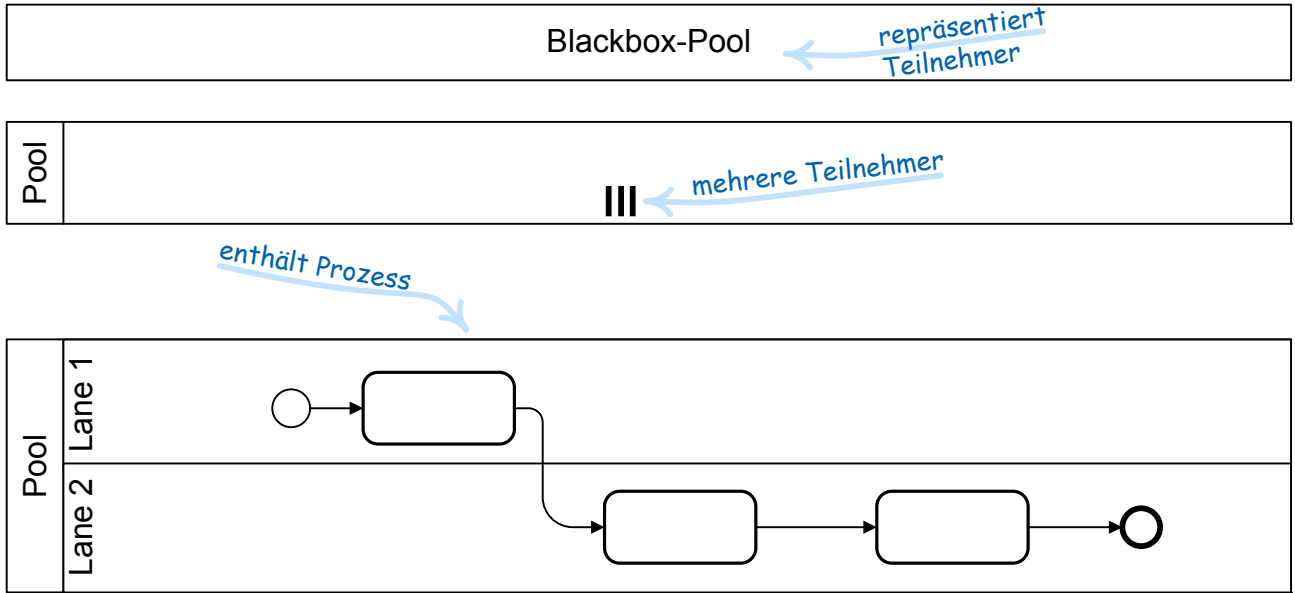 Blackbox-Pool
repräsentiert
Teilnehmer
Pool
mehrere Teilnehmer
enthält Prozess
Pool
Lane 1
Lane 2